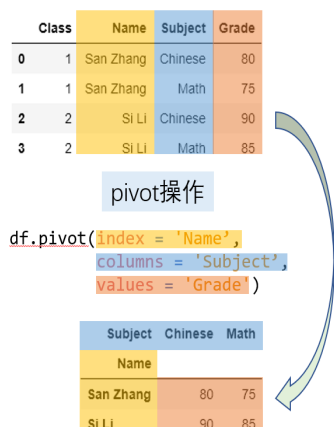 Class Name Subject Grade
0 1 San Zhang Chinese 80
1 1 San Zhang Math 75
2 2 Si Li Chinese 90
3 2 Si Li Math 85
pivot操作
df.pivot(index = 'Name’,
columns = 'Subject’,
values = 'Grade')
Subject Chinese Math
Name
San Zhang 80 75
Si Li 90 85